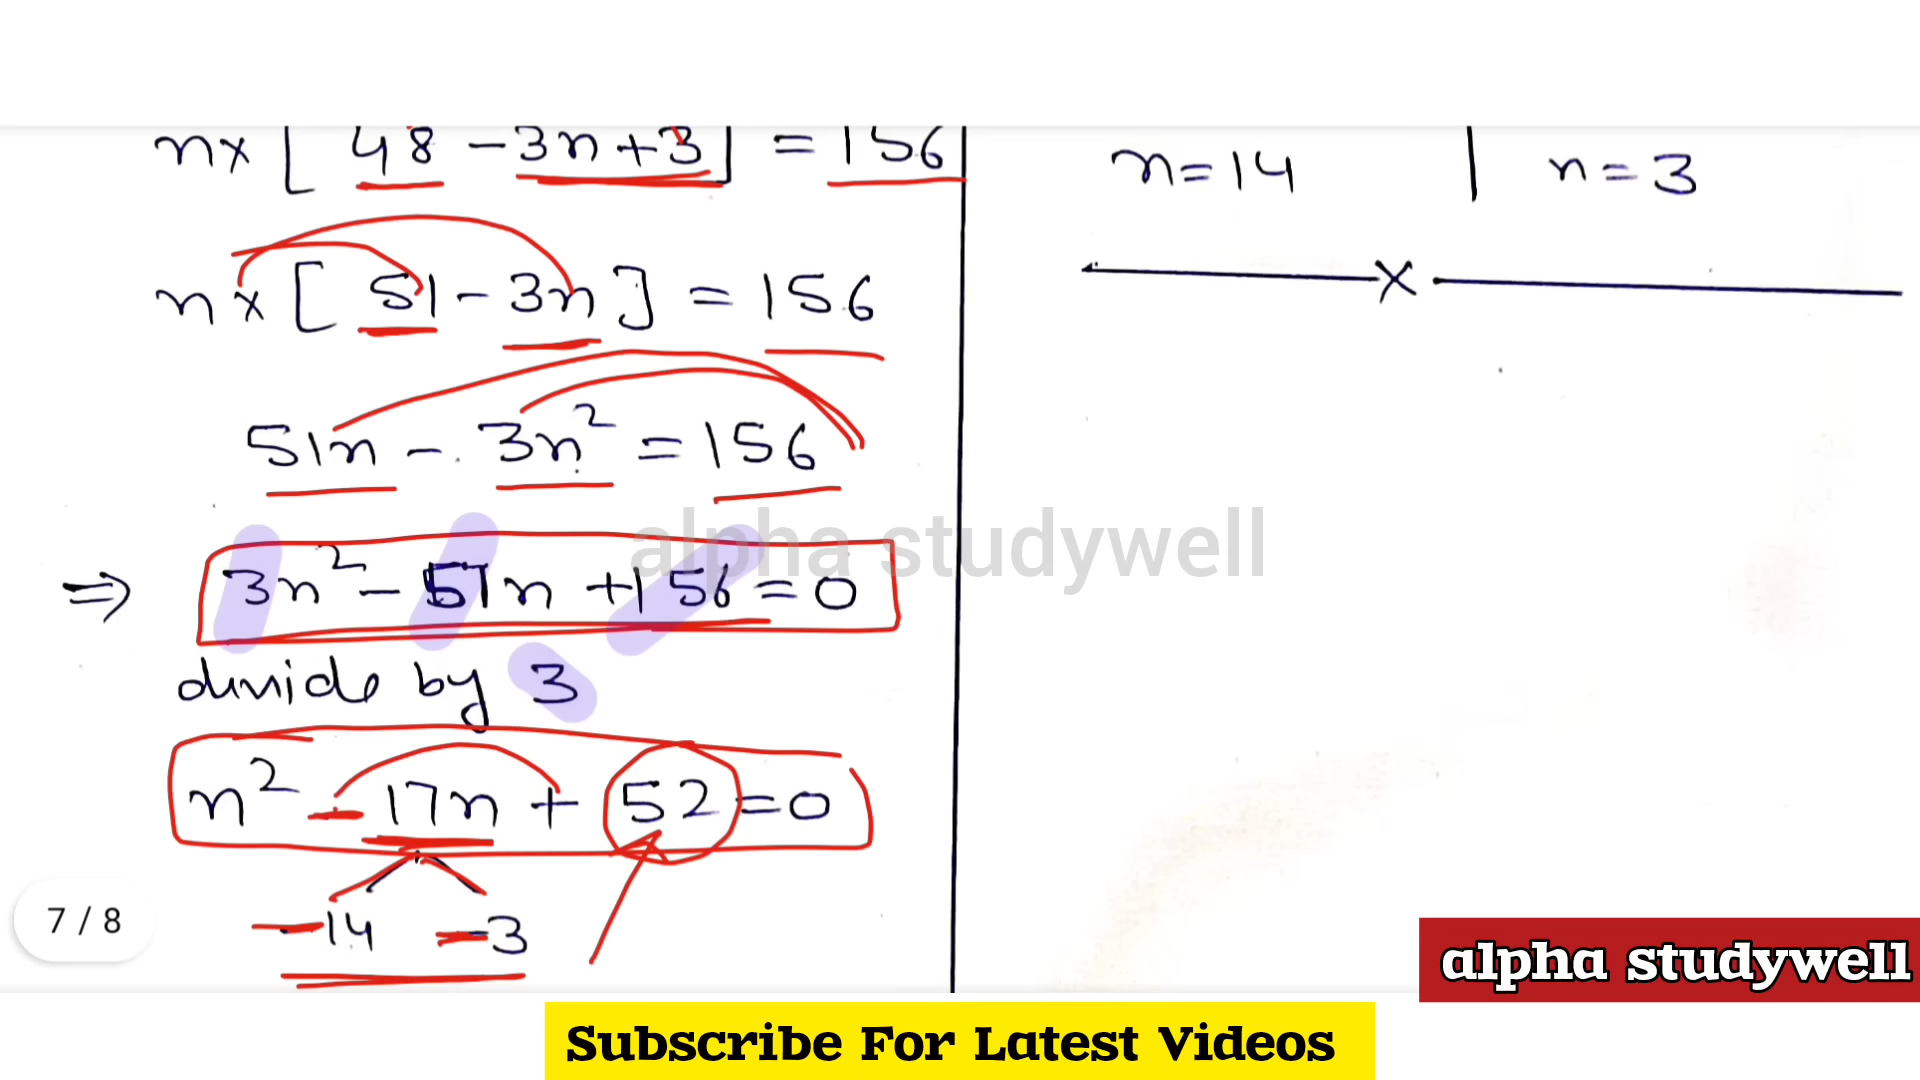 n× [ 48 - 3n + 3 ] = 156
n× [ 51 - 3n ] = 156
51n - 3n² = 156
⇒ 3n² - 51n + 156 = 0
divide by 3
n² - 17n + 52 = 0
-14 -3
n = 14 | n = 3
×
alpha studywell
7 / 8
alpha studywell
Subscribe For Latest Videos